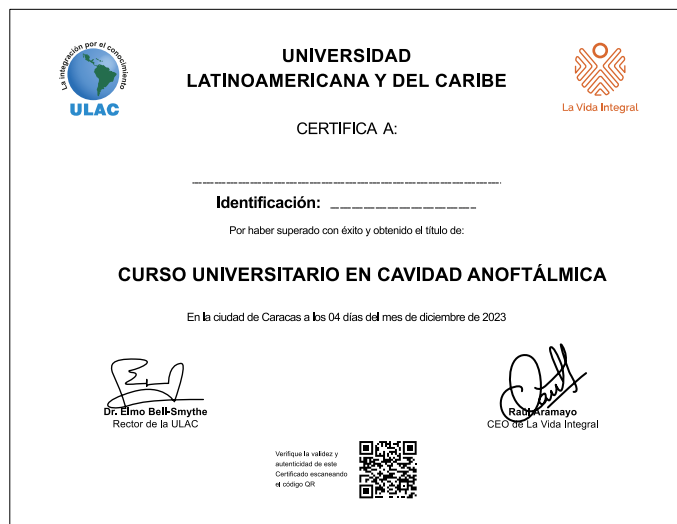 La integración por el conocimiento
ULAC
UNIVERSIDAD
LATINOAMERICANA Y DEL CARIBE
La Vida Integral
CERTIFICA A:
Identificación:
Por haber superado con éxito y obtenido el título de:
CURSO UNIVERSITARIO EN CAVIDAD ANOFTÁLMICA
En la ciudad de Caracas a los 04 días del mes de diciembre de 2023
Dr. Elmo Bell-Smythe
Rector de la ULAC
Raúl Aramayo
CEO de La Vida Integral
Verifique la validez y
autenticidad de este
Certificado escaneando
el código QR